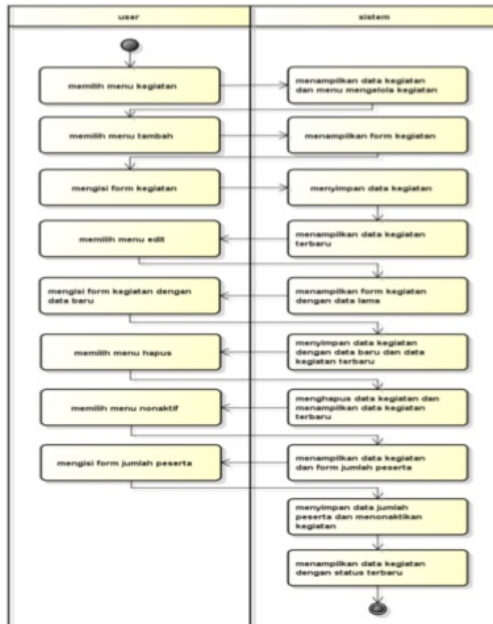 user
sistem
memilih menu kegiatan
menampilkan data kegiatan
dan menu mengelola kegiatan
memilih menu tambah
menampilkan form kegiatan
mengisi form kegiatan
menyimpan data kegiatan
memilih menu edit
menampilkan data kegiatan
terbaru
mengisi form kegiatan dengan
data baru
menampilkan form kegiatan
dengan data lama
memilih menu hapus
menyimpan data kegiatan
dengan data baru dan data
kegiatan terbaru
memilih menu nonaktif
menghapus data kegiatan dan
menampilkan data kegiatan
terbaru
mengisi form jumlah peserta
menampilkan data kegiatan
dan form jumlah peserta
menyimpan data jumlah
peserta dan menonaktikan
kegiatan
menampilkan data kegiatan
dengan status terbaru